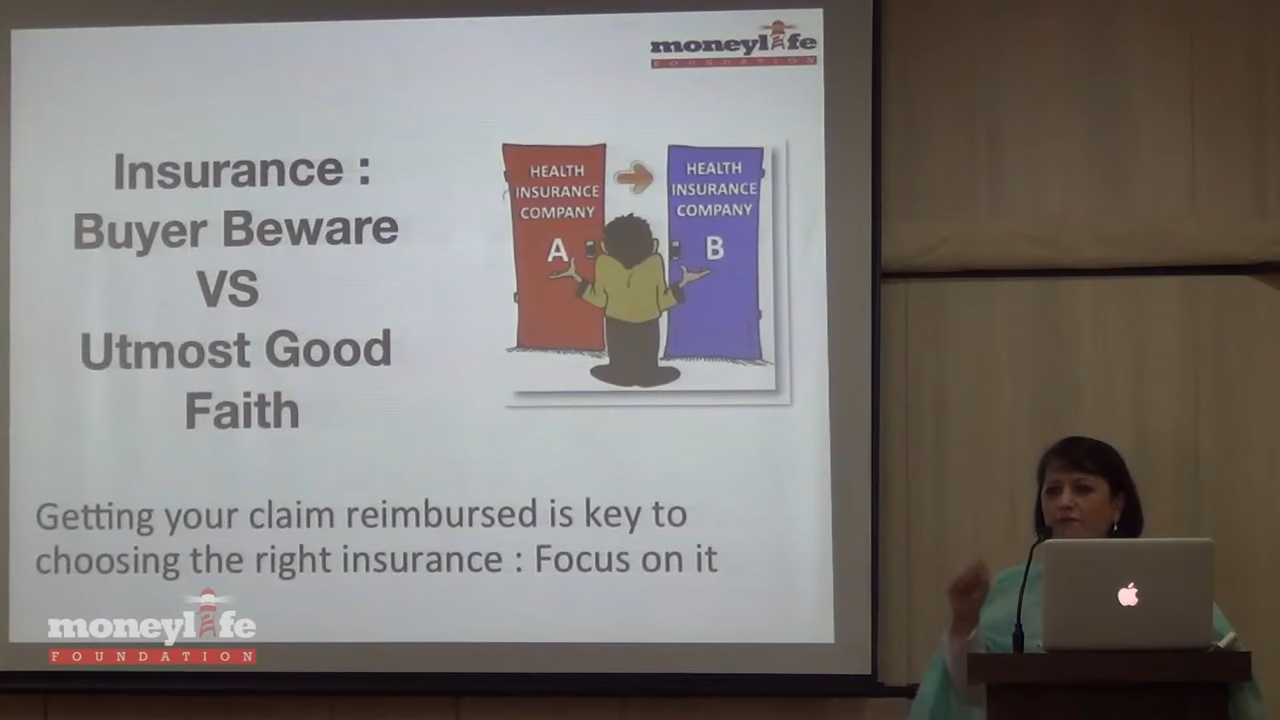 moneylife
FOUNDATION
Insurance :
Buyer Beware
VS
Utmost Good
Faith
HEALTH
INSURANCE
COMPANY
A
HEALTH
INSURANCE
COMPANY
B
Getting your claim reimbursed is key to
choosing the right insurance : Focus on it
moneylife
FOUNDATION